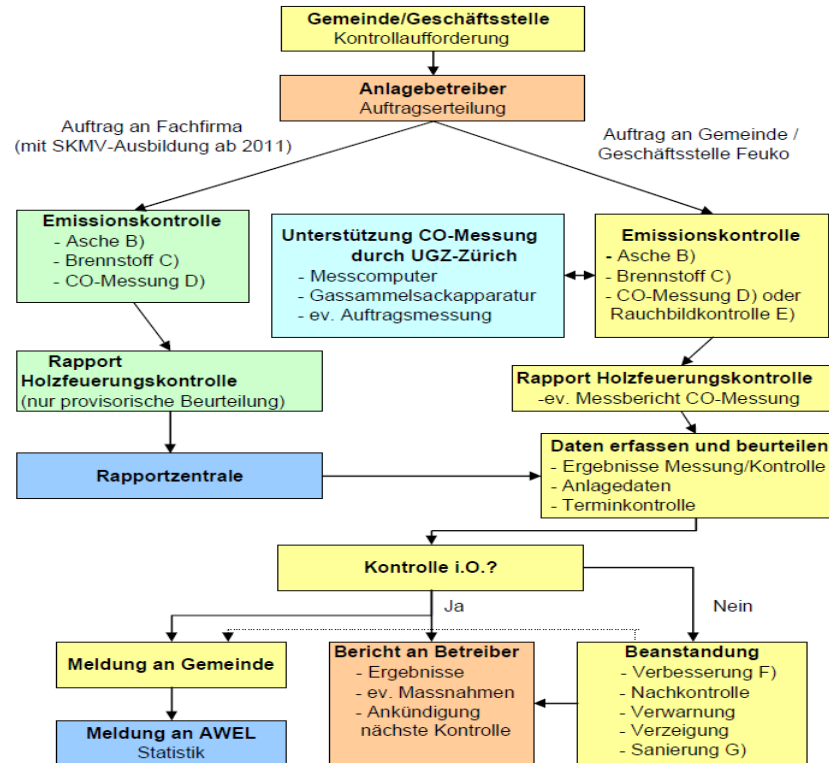 Gemeinde/Geschäftsstelle
Kontrollaufforderung
Anlagebetreiber
Auftragserteilung
Auftrag an Fachfirma
(mit SKMV-Ausbildung ab 2011)
Auftrag an Gemeinde /
Geschäftsstelle Feuko
Emissionskontrolle
- Asche B)
- Brennstoff C)
- CO-Messung D)
Unterstützung CO-Messung
durch UGZ-Zürich
- Messcomputer
- Gassammelsackapparatur
- ev. Auftragsmessung
Emissionskontrolle
- Asche B)
- Brennstoff C)
- CO-Messung D) oder
Rauchbildkontrolle E)
Rapport
Holzfeuerungskontrolle
(nur provisorische Beurteilung)
Rapport Holzfeuerungskontrolle
-ev. Messbericht CO-Messung
Rapportzentrale
Daten erfassen und beurteilen
- Ergebnisse Messung/Kontrolle
- Anlagedaten
- Terminkontrolle
Kontrolle i.O.?
Ja
Nein
Meldung an Gemeinde
Bericht an Betreiber
- Ergebnisse
- ev. Massnahmen
- Ankündigung
nächste Kontrolle
Beanstandung
- Verbesserung F)
- Nachkontrolle
- Verwarnung
- Verzeigung
- Sanierung G)
Meldung an AWEL
Statistik